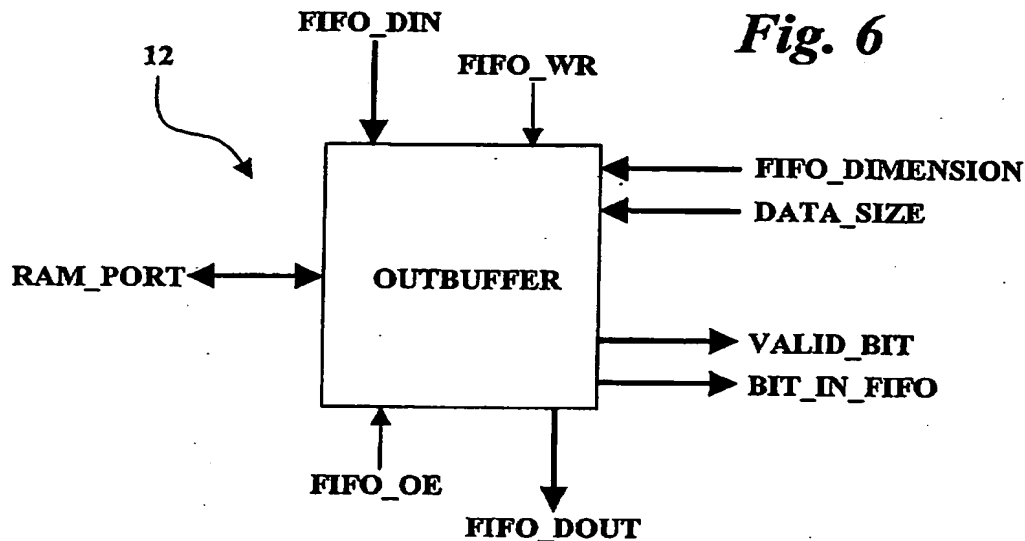 FIFO_DIN
Fig. 6
12
FIFO_WR
FIFO_DIMENSION
DATA_SIZE
RAM_PORT
OUTBUFFER
VALID_BIT
BIT_IN_FIFO
FIFO_OE
FIFO_DOUT